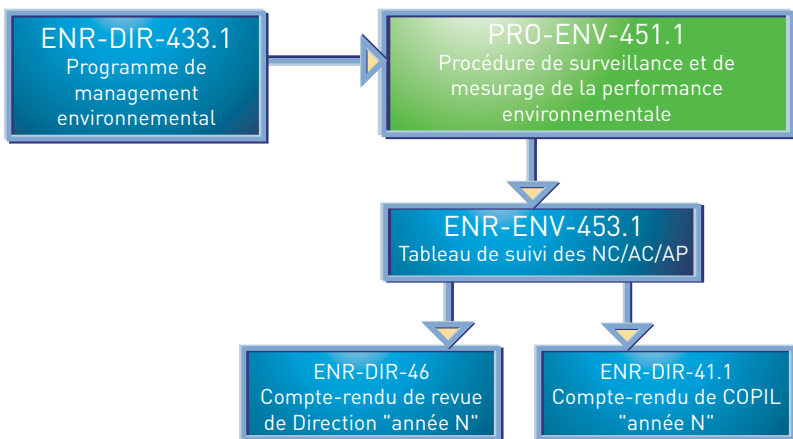 ENR-DIR-433.1
Programme de
management
environnemental
PRO-ENV-451.1
Procédure de surveillance et de
mesurage de la performance
environnementale
ENR-ENV-453.1
Tableau de suivi des NC/AC/AP
ENR-DIR-46
Compte-rendu de revue
de Direction "année N"
ENR-DIR-41.1
Compte-rendu de COPIL
"année N"